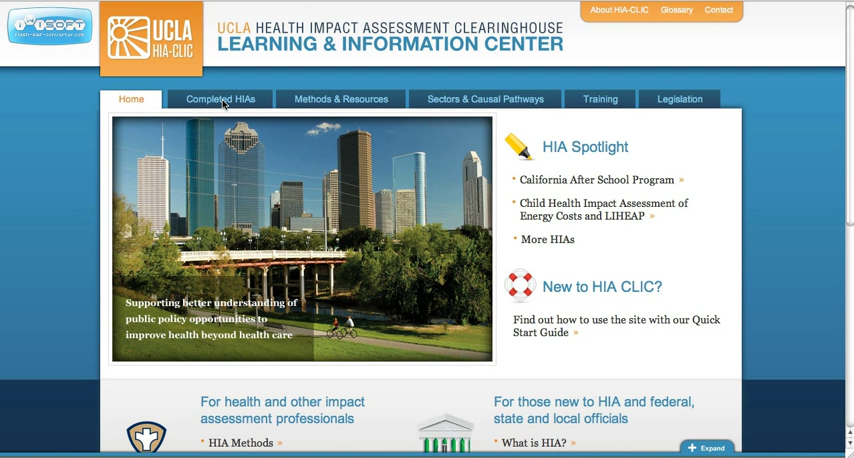 iWiSOFT
About HIA-CLIC Glossary Contact
UCLA
HIA-CLIC
UCLA HEALTH IMPACT ASSESSMENT CLEARINGHOUSE
LEARNING & INFORMATION CENTER
Home Completed HIAs Methods & Resources Sectors & Causal Pathways Training Legislation
HIA Spotlight
California After School Program »
Child Health Impact Assessment of
Energy Costs and LIHEAP »
More HIAs
Supporting better understanding of
public policy opportunities to
improve health beyond health care
New to HIA CLIC?
Find out how to use the site with our Quick
Start Guide »
For health and other impact
assessment professionals
HIA Methods »
For those new to HIA and federal,
state and local officials
What is HIA? »
Expand